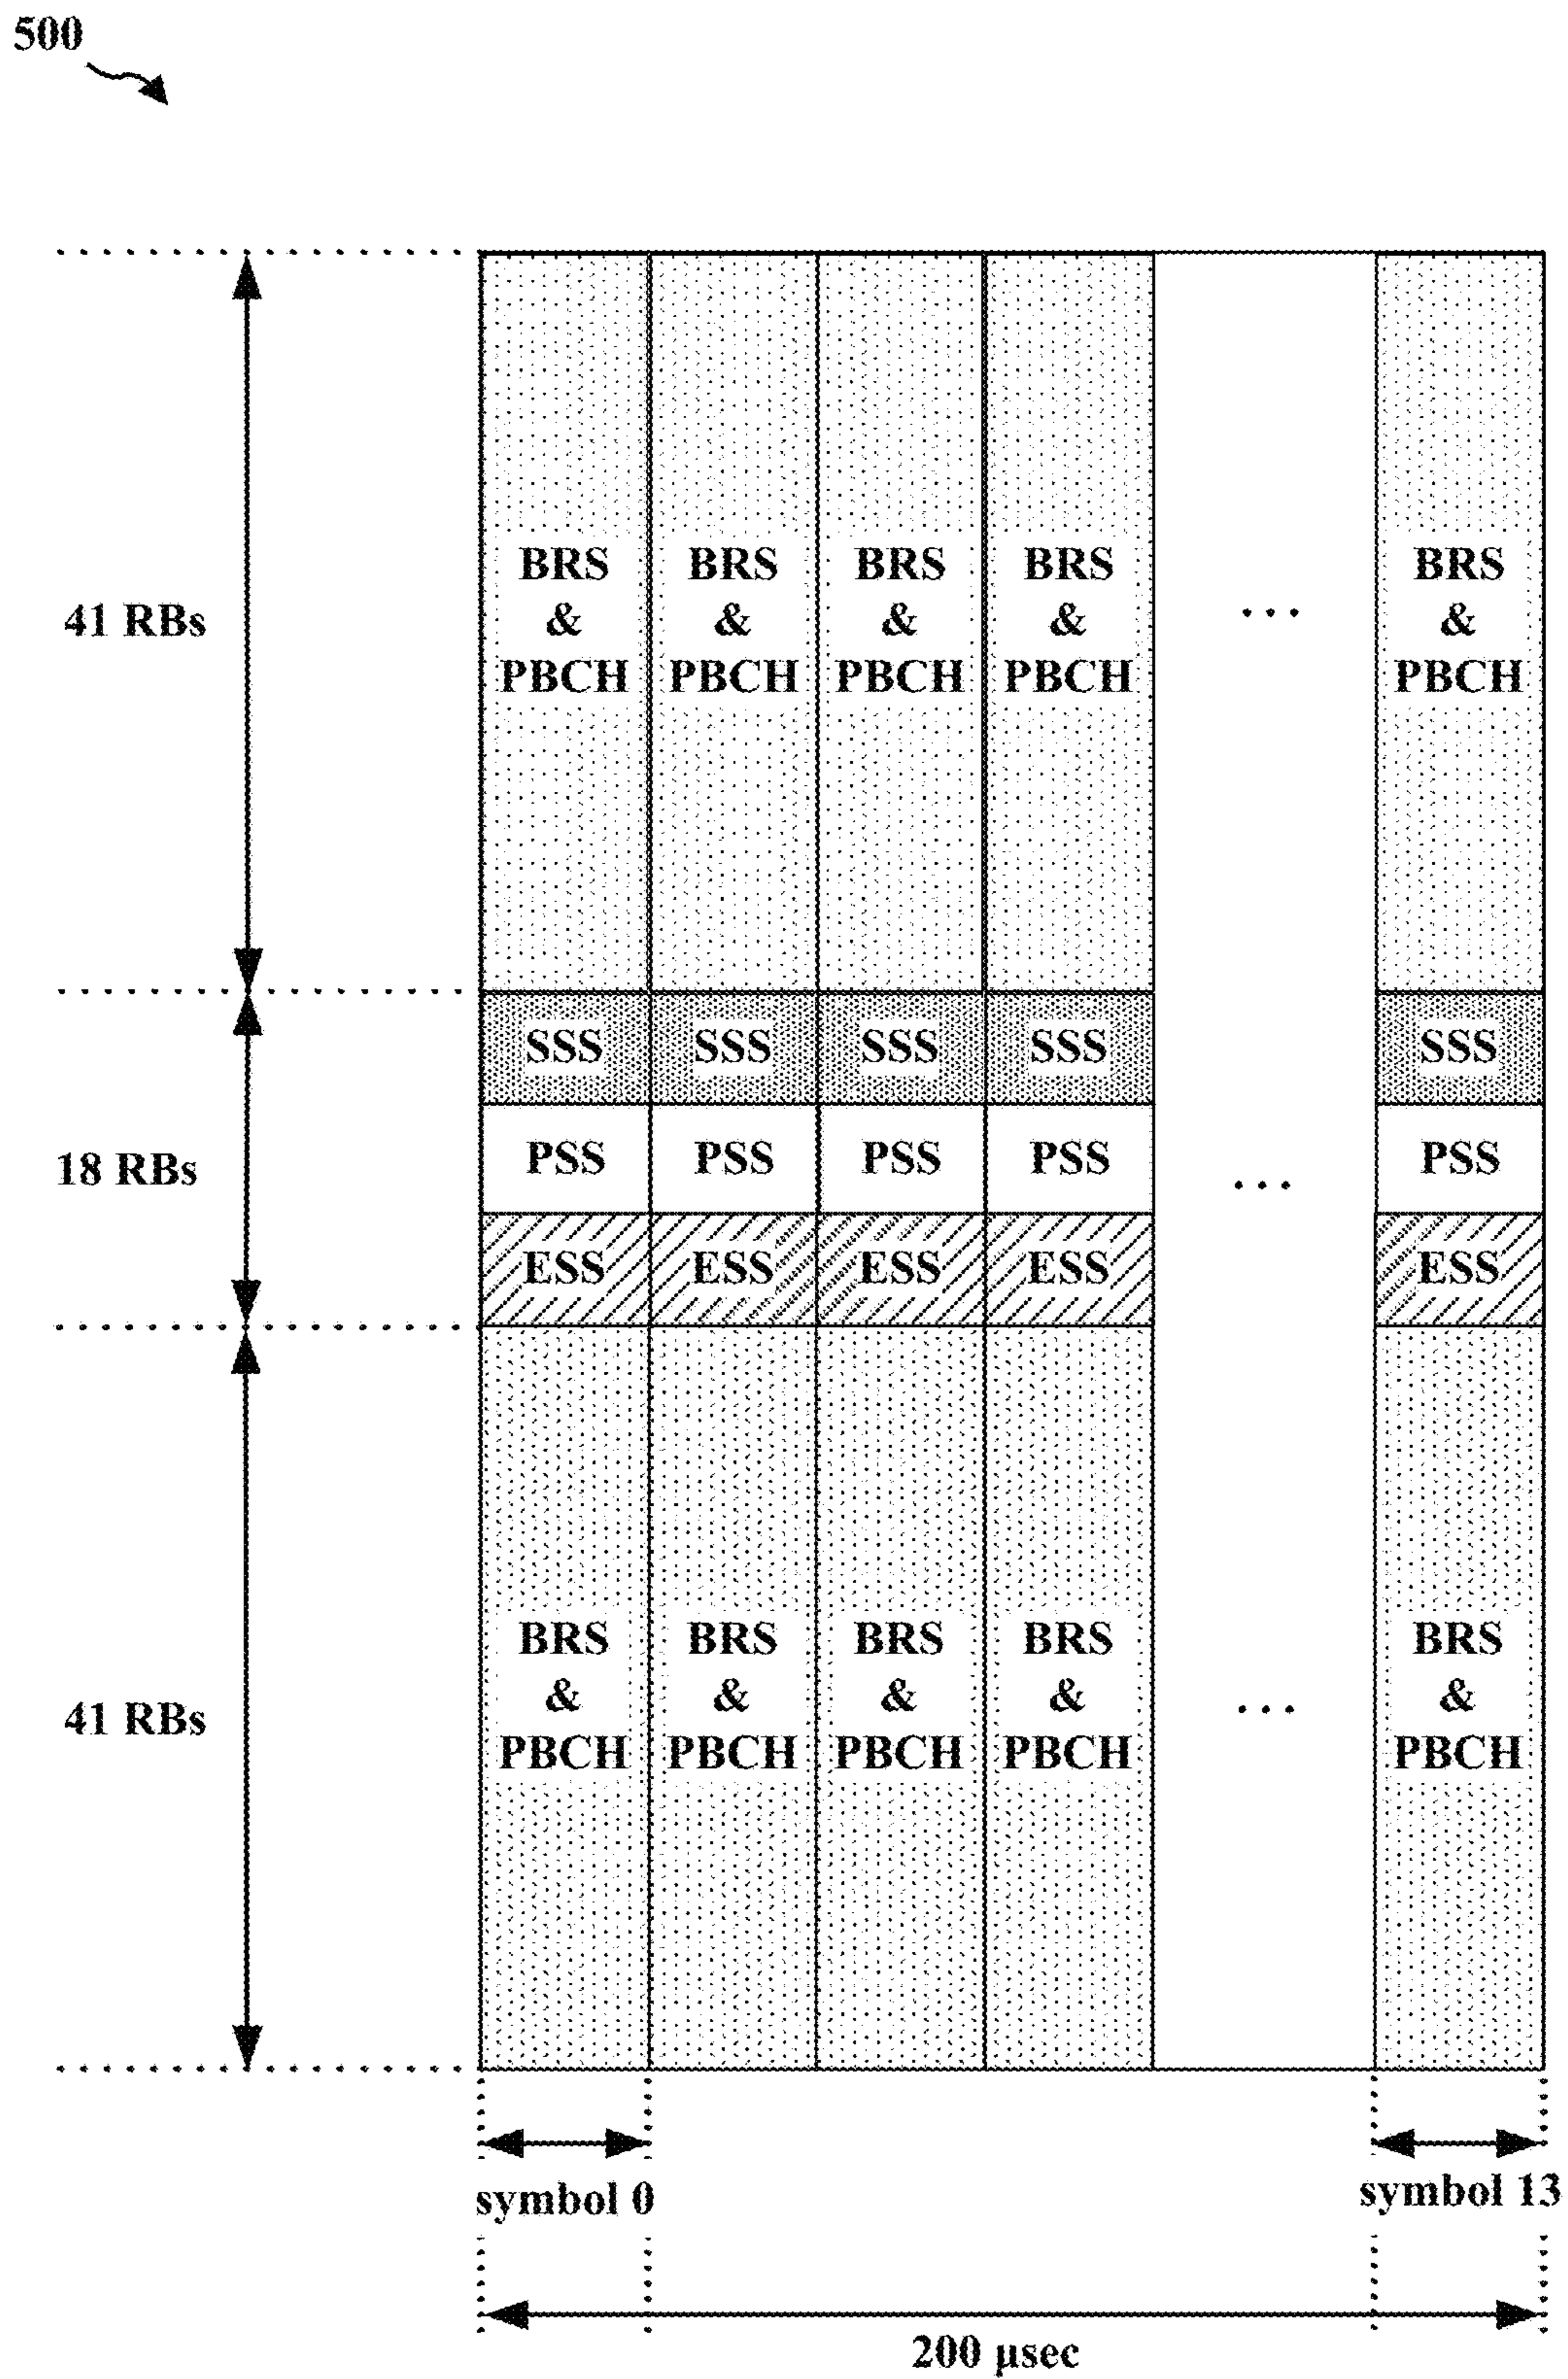 500
41 RBs
BRS & PBCH BRS & PBCH BRS & PBCH BRS & PBCH ... BRS & PBCH
18 RBs
SSS SSS SSS SSS SSS
PSS PSS PSS PSS ... PSS
ESS ESS ESS ESS ESS
41 RBs
BRS & PBCH BRS & PBCH BRS & PBCH BRS & PBCH ... BRS & PBCH
symbol 0 symbol 13
200 µsec